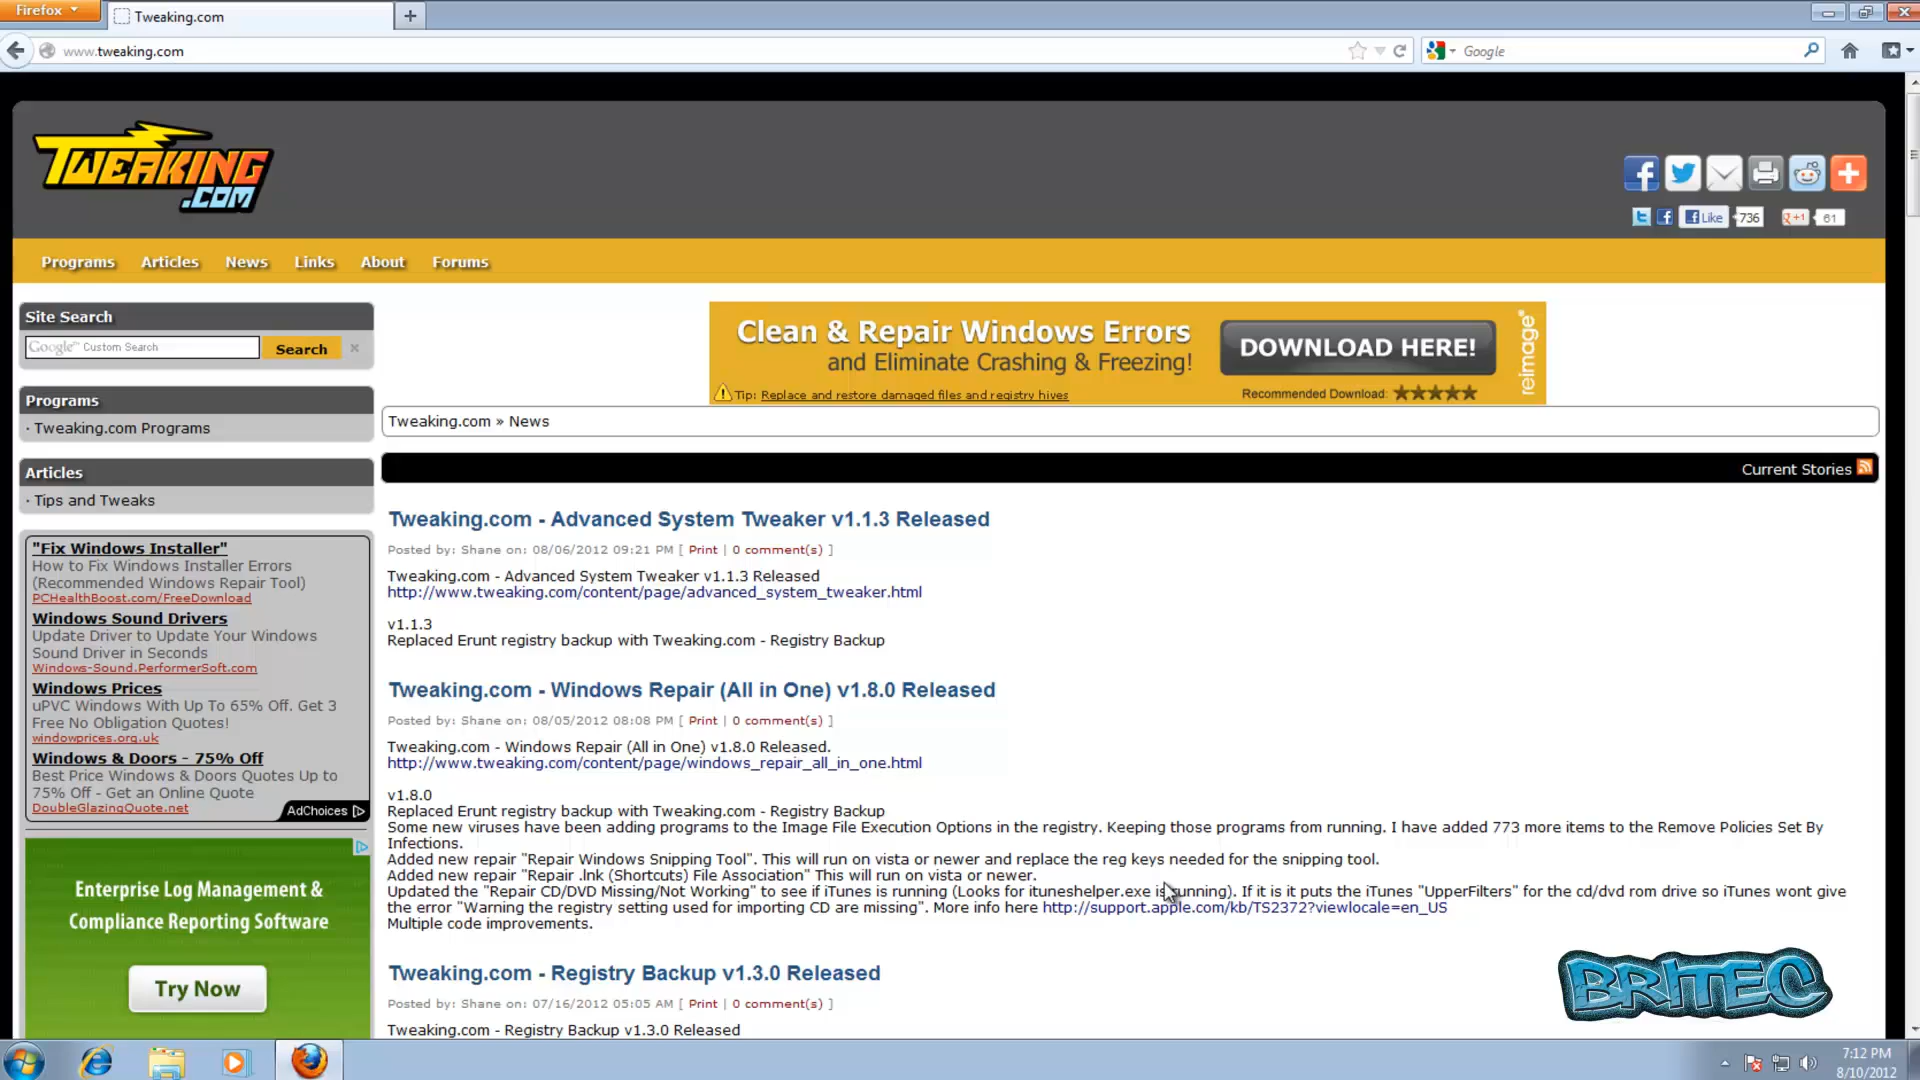 Firefox
Tweaking.com
www.tweaking.com
Google
TWEAKING
.COM
Like 736
+1 61
Programs Articles News Links About Forums
Site Search
Google™ Custom Search Search
Programs
· Tweaking.com Programs
Articles
· Tips and Tweaks
"Fix Windows Installer"
How to Fix Windows Installer Errors
(Recommended Windows Repair Tool)
PCHealthBoost.com/FreeDownload
Windows Sound Drivers
Update Driver to Update Your Windows
Sound Driver in Seconds
Windows-Sound.PerformerSoft.com
Windows Prices
uPVC Windows With Up To 65% Off. Get 3
Free No Obligation Quotes!
windowprices.org.uk
Windows & Doors - 75% Off
Best Price Windows & Doors Quotes Up to
75% Off - Get an Online Quote
DoubleGlazingQuote.net
AdChoices
Enterprise Log Management &
Compliance Reporting Software
Try Now
Clean & Repair Windows Errors
and Eliminate Crashing & Freezing!
Tip: Replace and restore damaged files and registry hives
DOWNLOAD HERE!
Recommended Download: ★★★★★
reimage®
Tweaking.com » News
Current Stories
Tweaking.com - Advanced System Tweaker v1.1.3 Released
Posted by: Shane on: 08/06/2012 09:21 PM [ Print | 0 comment(s) ]
Tweaking.com - Advanced System Tweaker v1.1.3 Released
http://www.tweaking.com/content/page/advanced_system_tweaker.html
v1.1.3
Replaced Erunt registry backup with Tweaking.com - Registry Backup
Tweaking.com - Windows Repair (All in One) v1.8.0 Released
Posted by: Shane on: 08/05/2012 08:08 PM [ Print | 0 comment(s) ]
Tweaking.com - Windows Repair (All in One) v1.8.0 Released.
http://www.tweaking.com/content/page/windows_repair_all_in_one.html
v1.8.0
Replaced Erunt registry backup with Tweaking.com - Registry Backup
Some new viruses have been adding programs to the Image File Execution Options in the registry. Keeping those programs from running. I have added 773 more items to the Remove Policies Set By
Infections.
Added new repair "Repair Windows Snipping Tool". This will run on vista or newer and replace the reg keys needed for the snipping tool.
Added new repair "Repair .lnk (Shortcuts) File Association" This will run on vista or newer.
Updated the "Repair CD/DVD Missing/Not Working" to see if iTunes is running (Looks for ituneshelper.exe is running). If it is it puts the iTunes "UpperFilters" for the cd/dvd rom drive so iTunes wont give
the error "Warning the registry setting used for importing CD are missing". More info here http://support.apple.com/kb/TS2372?viewlocale=en_US
Multiple code improvements.
Tweaking.com - Registry Backup v1.3.0 Released
Posted by: Shane on: 07/16/2012 05:05 AM [ Print | 0 comment(s) ]
Tweaking.com - Registry Backup v1.3.0 Released
BRITEC
7:12 PM
8/10/2012